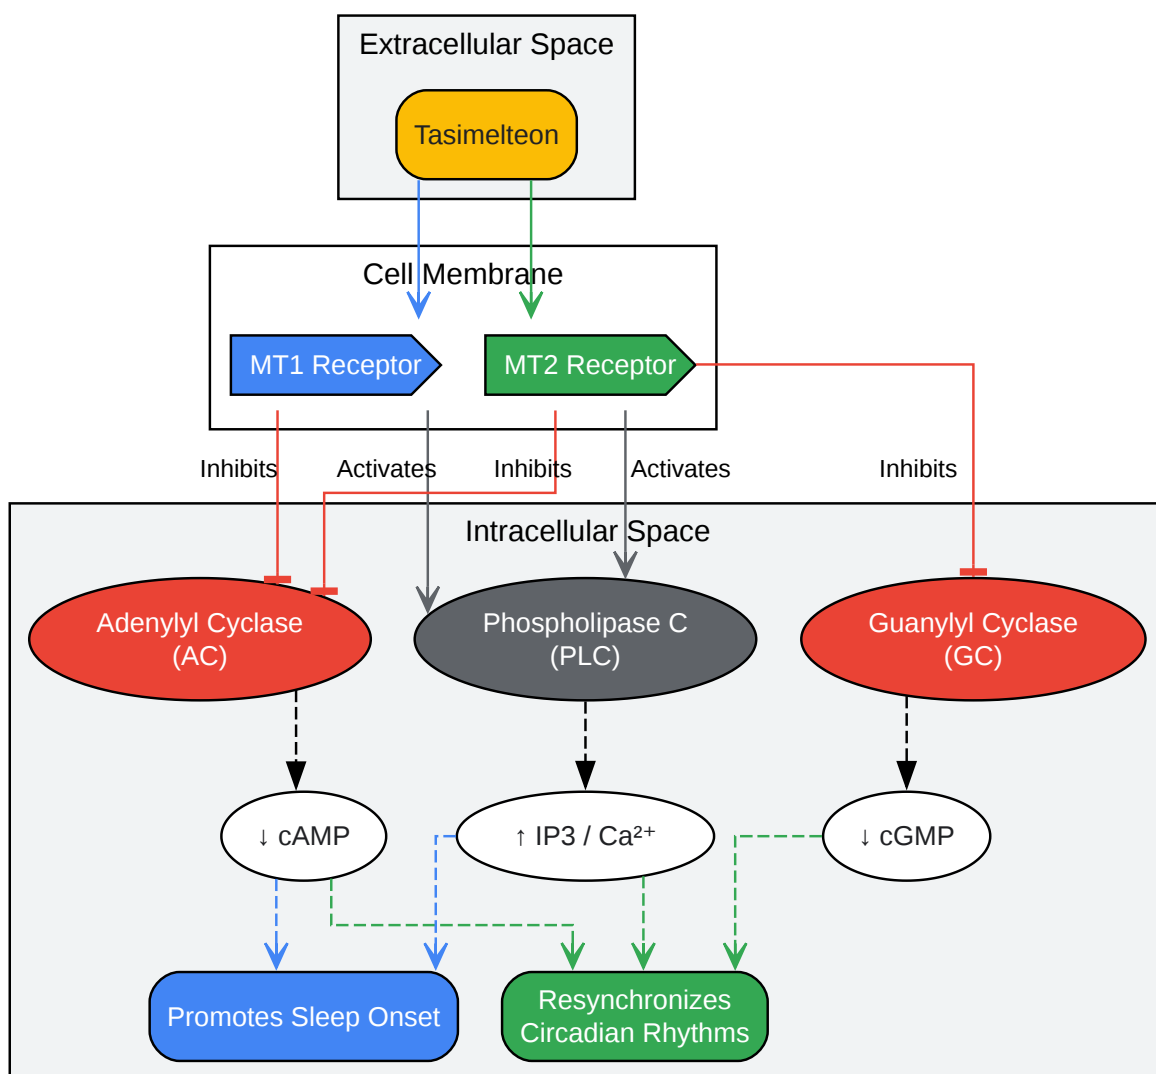 Extracellular Space
Tasimelteon
Cell Membrane
MT1 Receptor
MT2 Receptor
Inhibits
Activates
Inhibits
Activates
Inhibits
Intracellular Space
Adenylyl Cyclase
(AC)
Phospholipase C
(PLC)
Guanylyl Cyclase
(GC)
↓ cAMP
↑ IP3 / Ca²⁺
↓ cGMP
Promotes Sleep Onset
Resynchronizes
Circadian Rhythms